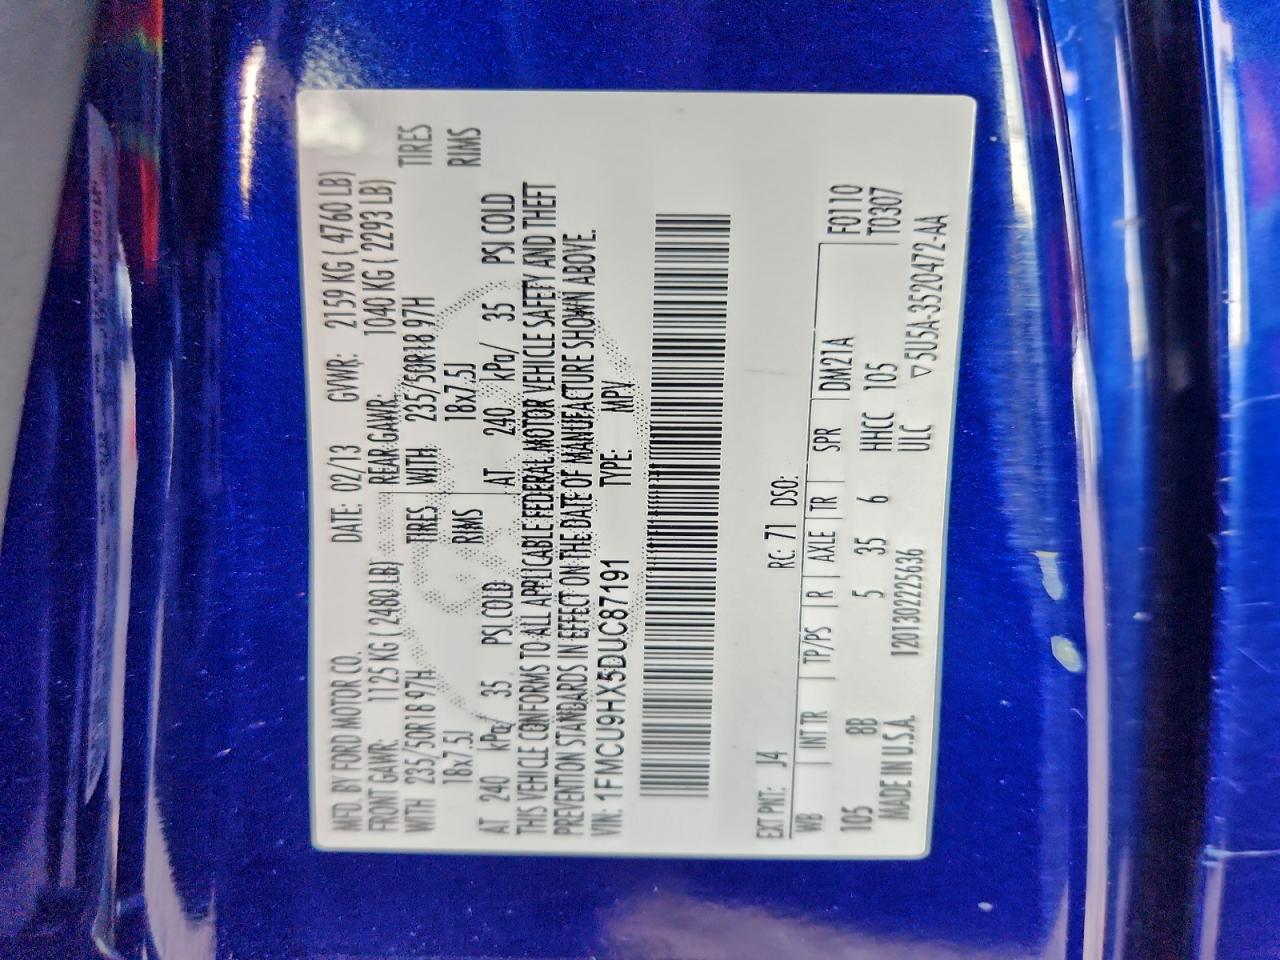 MFD. BY FORD MOTOR CO. DATE: 02/13 GVWR: 2159 KG ( 4760 LB)
FRONT GAWR: 1125 KG ( 2480 LB) REAR GAWR: 1040 KG ( 2293 LB)
WITH 235/50R18 97H TIRES WITH 235/50R18 97H TIRES
18x7.5J RIMS 18x7.5J RIMS
AT 240 kPa/ 35 PSI COLD AT 240 kPa/ 35 PSI COLD
THIS VEHICLE CONFORMS TO ALL APPLICABLE FEDERAL MOTOR VEHICLE SAFETY AND THEFT
PREVENTION STANDARDS IN EFFECT ON THE DATE OF MANUFACTURE SHOWN ABOVE.
VIN: 1FMCU9HX5DUC87191 TYPE: MPV
EXT PNT: J4 RC: 71 DSO:
WB INT TR TP/PS R AXLE TR SPR DM21A F0110
105 8B 5 35 6 HHCC 105 T0307
MADE IN U.S.A. 1201302225636 ULC ▽5U5A-3520472-AA